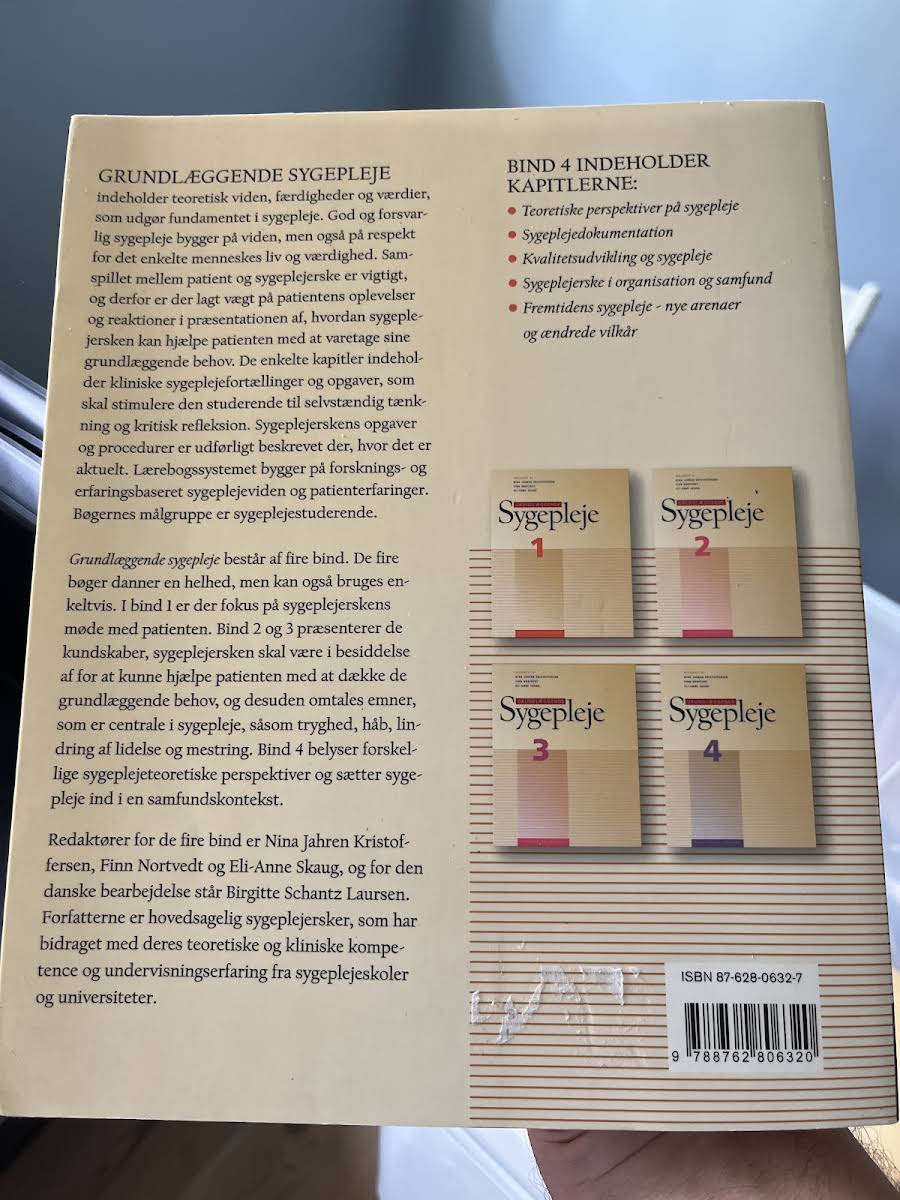 GRUNDLÆGGENDE SYGEPLEJE
indeholder teoretisk viden, færdigheder og værdier,
som udgør fundamentet i sygepleje. God og forsvar-
lig sygepleje bygger på viden, men også på respekt
for det enkelte menneskes liv og værdighed. Sam-
spillet mellem patient og sygeplejerske er vigtigt,
og derfor er der lagt vægt på patientens oplevelser
og reaktioner i præsentationen af, hvordan sygeple-
jersken kan hjælpe patienten med at varetage sine
grundlæggende behov. De enkelte kapitler indehol-
der kliniske sygeplejefortællinger og opgaver, som
skal stimulere den studerende til selvstændig tænk-
ning og kritisk refleksion. Sygeplejerskens opgaver
og procedurer er udførligt beskrevet der, hvor det er
aktuelt. Lærebogssystemet bygger på forsknings- og
erfaringsbaseret sygeplejeviden og patienterfaringer.
Bøgernes målgruppe er sygeplejestuderende.
Grundlæggende sygepleje består af fire bind. De fire
bøger danner en helhed, men kan også bruges en-
keltvis. I bind 1 er der fokus på sygeplejerskens
møde med patienten. Bind 2 og 3 præsenterer de
kundskaber, sygeplejersken skal være i besiddelse
af for at kunne hjælpe patienten med at dække de
grundlæggende behov, og desuden omtales emner,
som er centrale i sygepleje, såsom tryghed, håb, lin-
dring af lidelse og mestring. Bind 4 belyser forskel-
lige sygeplejeteoretiske perspektiver og sætter syge-
pleje ind i en samfundskontekst.
Redaktører for de fire bind er Nina Jahren Kristof-
fersen, Finn Nortvedt og Eli-Anne Skaug, og for den
danske bearbejdelse står Birgitte Schantz Laursen.
Forfatterne er hovedsagelig sygeplejersker, som har
bidraget med deres teoretiske og kliniske kompe-
tence og undervisningserfaring fra sygeplejeskoler
og universiteter.
BIND 4 INDEHOLDER
KAPITLERNE:
• Teoretiske perspektiver på sygepleje
• Sygeplejedokumentation
• Kvalitetsudvikling og sygepleje
• Sygeplejerske i organisation og samfund
• Fremtidens sygepleje - nye arenaer
og ændrede vilkår
GRUNDLÆGGENDE
Sygepleje
1
GRUNDLÆGGENDE
Sygepleje
2
GRUNDLÆGGENDE
Sygepleje
3
GRUNDLÆGGENDE
Sygepleje
4
ISBN 87-628-0632-7
9 788762 806320